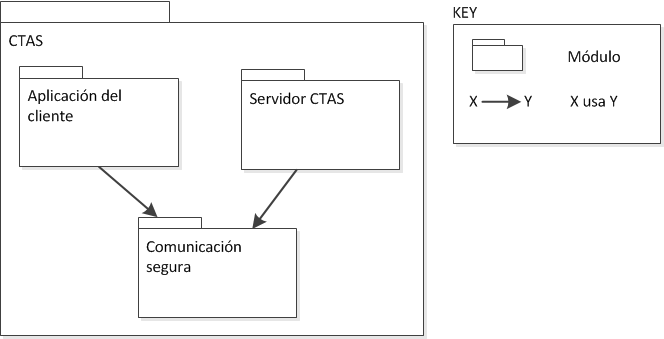 CTAS
Aplicación del
cliente
Servidor CTAS
Comunicación
segura
KEY
Módulo
X Y X usa Y